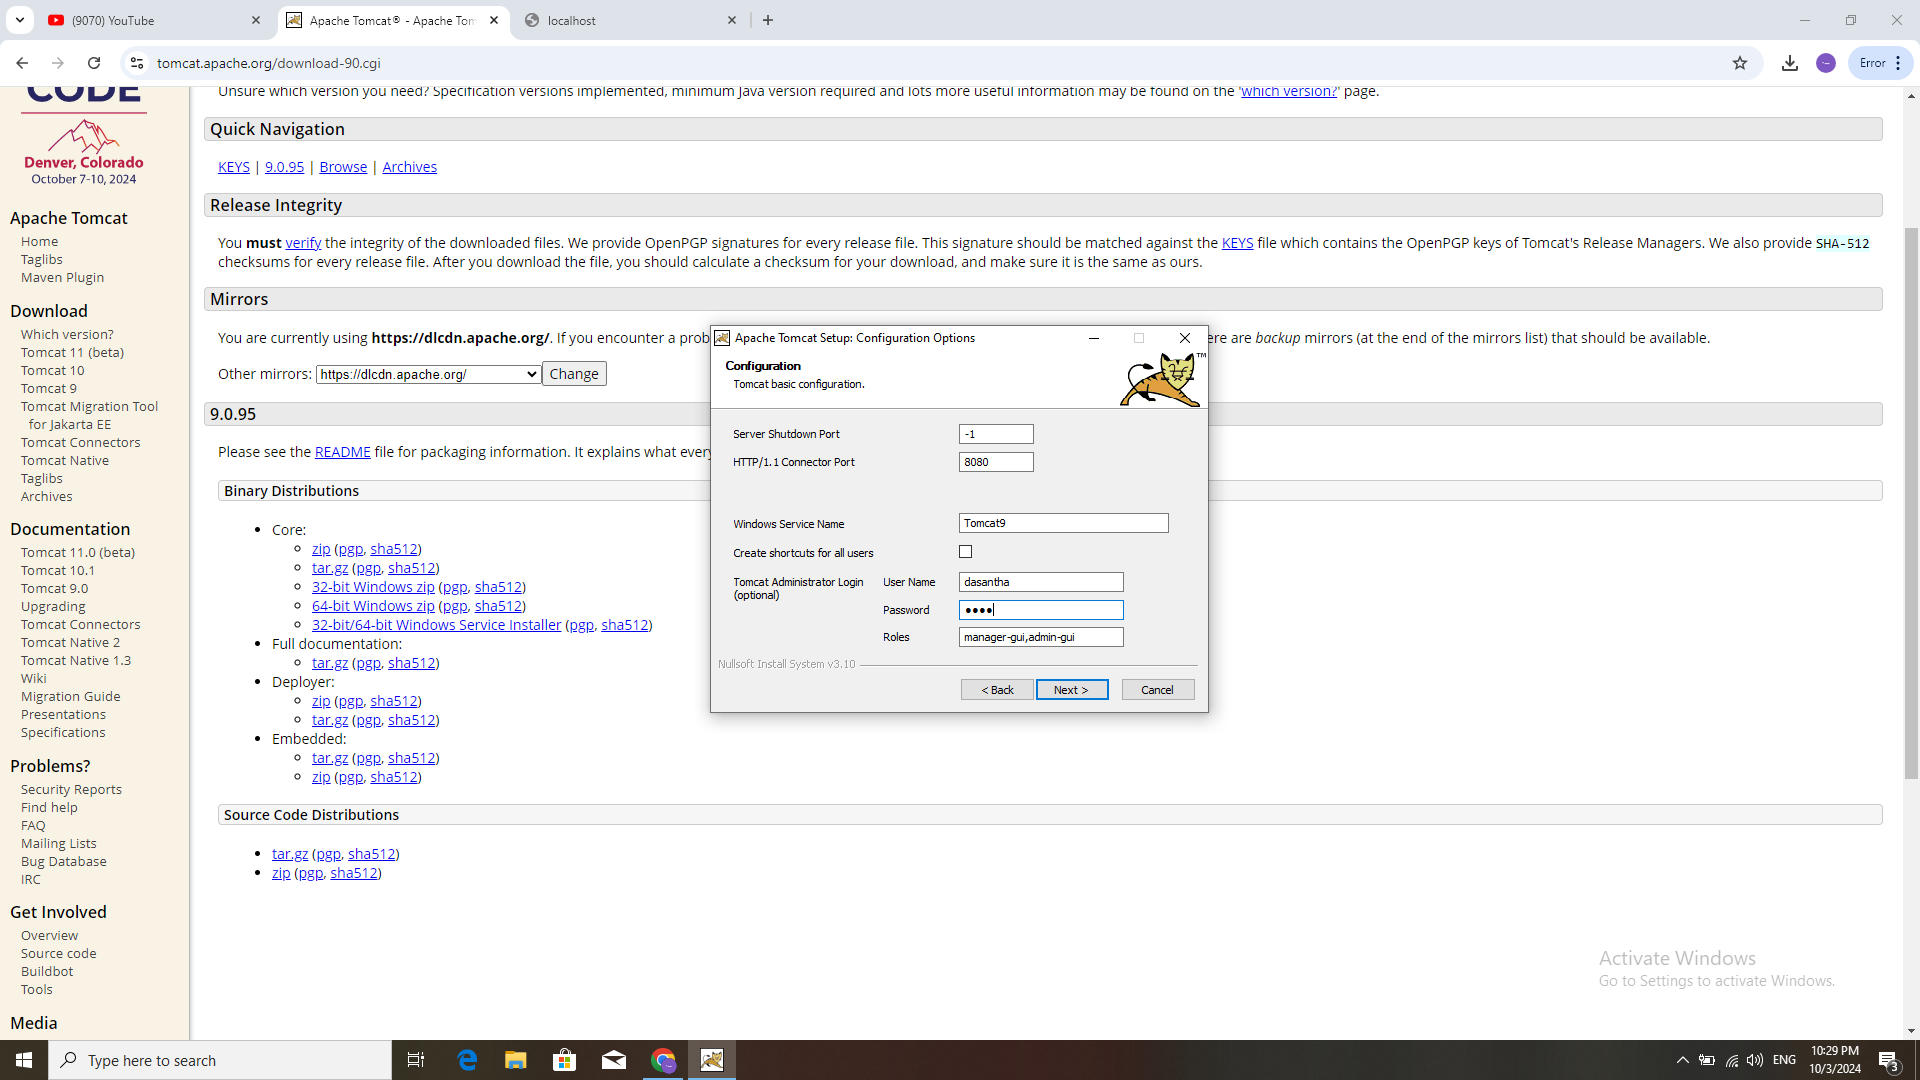 (9070) YouTube
Apache Tomcat® - Apache Tom
localhost
tomcat.apache.org/download-90.cgi
Error
CODE
Denver, Colorado
October 7-10, 2024
Apache Tomcat
Home
Taglibs
Maven Plugin
Download
Which version?
Tomcat 11 (beta)
Tomcat 10
Tomcat 9
Tomcat Migration Tool
for Jakarta EE
Tomcat Connectors
Tomcat Native
Taglibs
Archives
Documentation
Tomcat 11.0 (beta)
Tomcat 10.1
Tomcat 9.0
Upgrading
Tomcat Connectors
Tomcat Native 2
Tomcat Native 1.3
Wiki
Migration Guide
Presentations
Specifications
Problems?
Security Reports
Find help
FAQ
Mailing Lists
Bug Database
IRC
Get Involved
Overview
Source code
Buildbot
Tools
Media
Unsure which version you need? Specification versions implemented, minimum Java version required and lots more useful information may be found on the 'which version?' page.
Quick Navigation
KEYS | 9.0.95 | Browse | Archives
Release Integrity
You must verify the integrity of the downloaded files. We provide OpenPGP signatures for every release file. This signature should be matched against the KEYS file which contains the OpenPGP keys of Tomcat's Release Managers. We also provide SHA-512
checksums for every release file. After you download the file, you should calculate a checksum for your download, and make sure it is the same as ours.
Mirrors
You are currently using https://dlcdn.apache.org/. If you encounter a prob
ere are backup mirrors (at the end of the mirrors list) that should be available.
Other mirrors: https://dlcdn.apache.org/ Change
9.0.95
Please see the README file for packaging information. It explains what ever
Binary Distributions
Core:
zip (pgp, sha512)
tar.gz (pgp, sha512)
32-bit Windows zip (pgp, sha512)
64-bit Windows zip (pgp, sha512)
32-bit/64-bit Windows Service Installer (pgp, sha512)
Full documentation:
tar.gz (pgp, sha512)
Deployer:
zip (pgp, sha512)
tar.gz (pgp, sha512)
Embedded:
tar.gz (pgp, sha512)
zip (pgp, sha512)
Source Code Distributions
tar.gz (pgp, sha512)
zip (pgp, sha512)
Apache Tomcat Setup: Configuration Options
Configuration
Tomcat basic configuration.
TM
Server Shutdown Port -1
HTTP/1.1 Connector Port 8080
Windows Service Name Tomcat9
Create shortcuts for all users
Tomcat Administrator Login
(optional)
User Name dasantha
Password ••••
Roles manager-gui,admin-gui
Nullsoft Install System v3.10
< Back Next > Cancel
Activate Windows
Go to Settings to activate Windows.
Type here to search
ENG
10:29 PM
10/3/2024
3